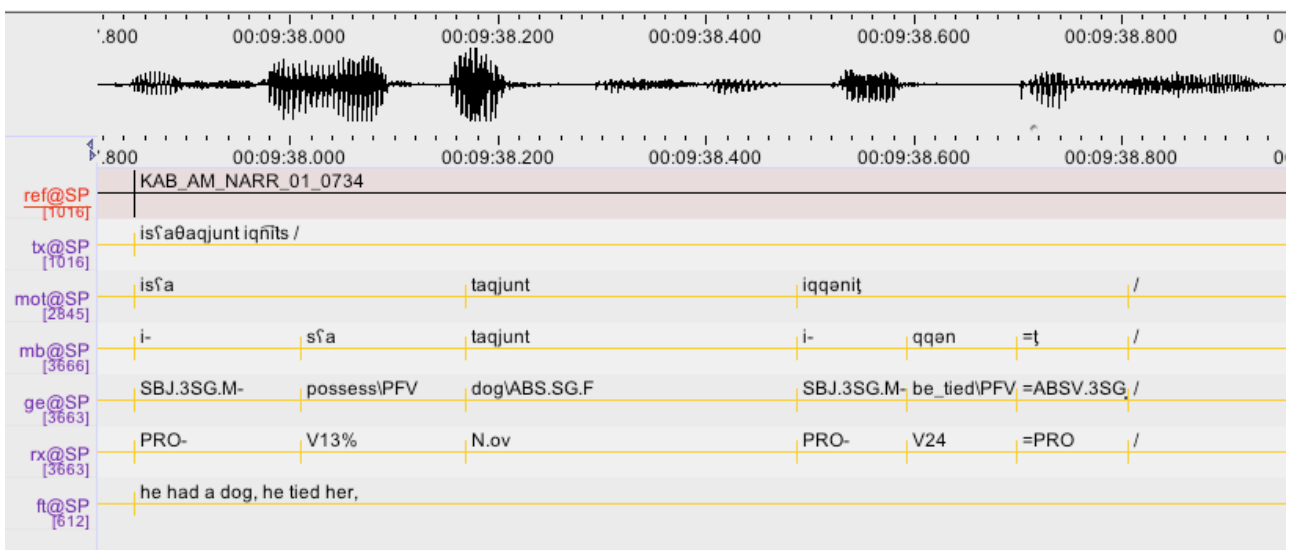 '.800 00:09:38.000 00:09:38.200 00:09:38.400 00:09:38.600 00:09:38.800 0
'.800 00:09:38.000 00:09:38.200 00:09:38.400 00:09:38.600 00:09:38.800 0
ref@SP KAB_AM_NARR_01_0734
[1016]
tx@SP isʕaθaqjunt /
[1016]
mot@SP isʕa taqjunt iqqəniţ /
[2845]
mb@SP i- sʕa taqjunt i- qqən =ţ /
[3666]
ge@SP SBJ.3SG.M- possess\PFV dog\ABS.SG.F SBJ.3SG.M- be_tied\PFV =ABSV.3SG. /
[3663]
rx@SP PRO- V13% N.ov PRO- V24 =PRO /
[3663]
ft@SP he had a dog, he tied her,
[612]